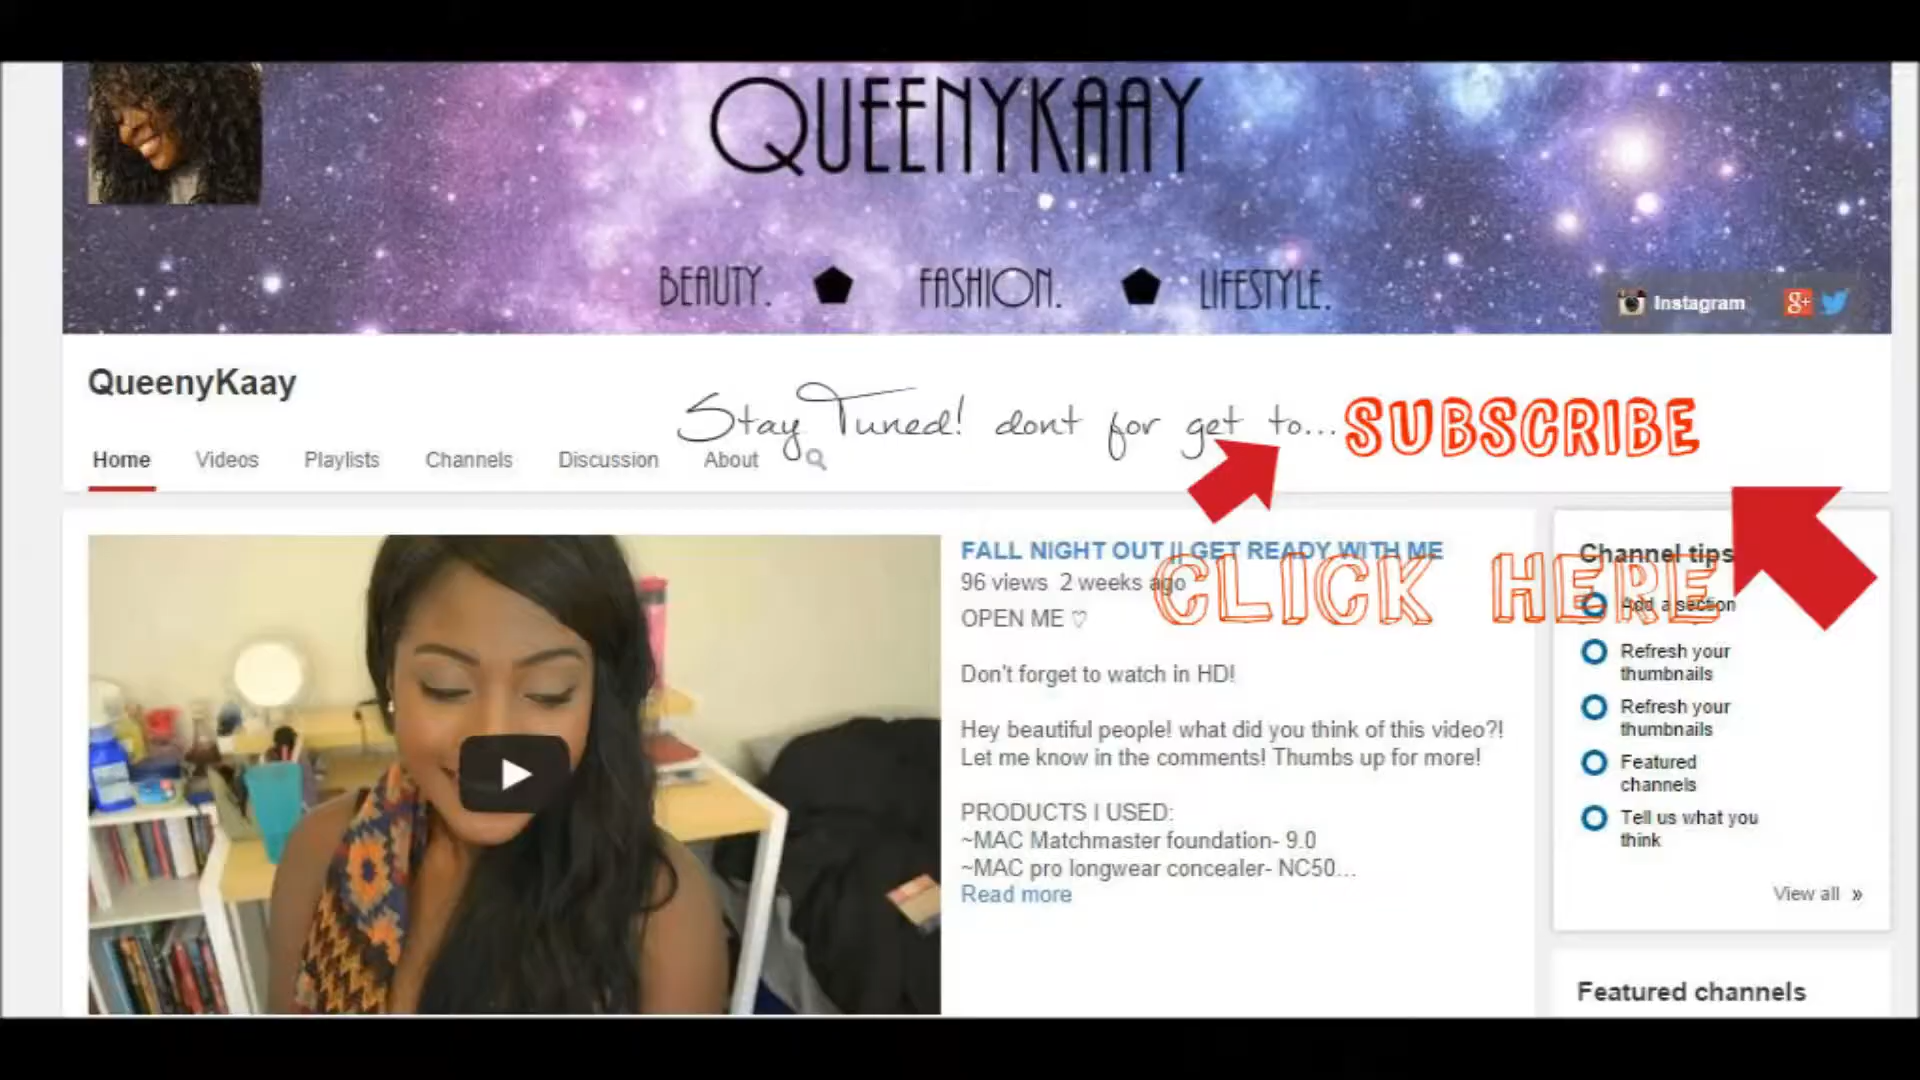 QUEENYKAAY
BEAUTY. FASHION. LIFESTYLE.
Instagram g+
QueenyKaay
Stay Tuned! dont for get to... SUBSCRIBE
Home Videos Playlists Channels Discussion About
FALL NIGHT OUT || GET READY WITH ME
96 views 2 weeks ago
CLICK HERE
OPEN ME ♡
Don't forget to watch in HD!
Hey beautiful people! what did you think of this video?!
Let me know in the comments! Thumbs up for more!
PRODUCTS I USED:
~MAC Matchmaster foundation- 9.0
~MAC pro longwear concealer- NC50...
Read more
Channel tips
Add a section
Refresh your
thumbnails
Refresh your
thumbnails
Featured
channels
Tell us what you
think
View all »
Featured channels